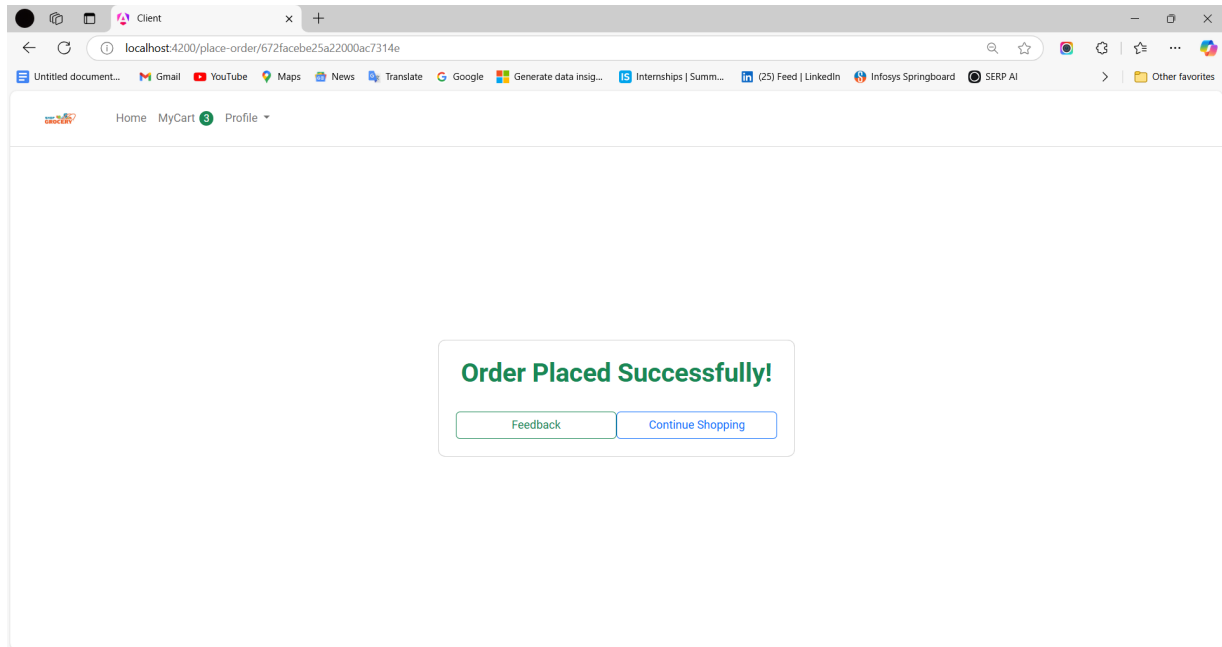 Client
localhost:4200/place-order/672facebe25a22000ac7314e
Untitled document... Gmail YouTube Maps News Translate Google Generate data insig... Internships | Summ... (25) Feed | LinkedIn Infosys Springboard SERP AI Other favorites
GROCERY Home MyCart 3 Profile
Order Placed Successfully!
Feedback Continue Shopping